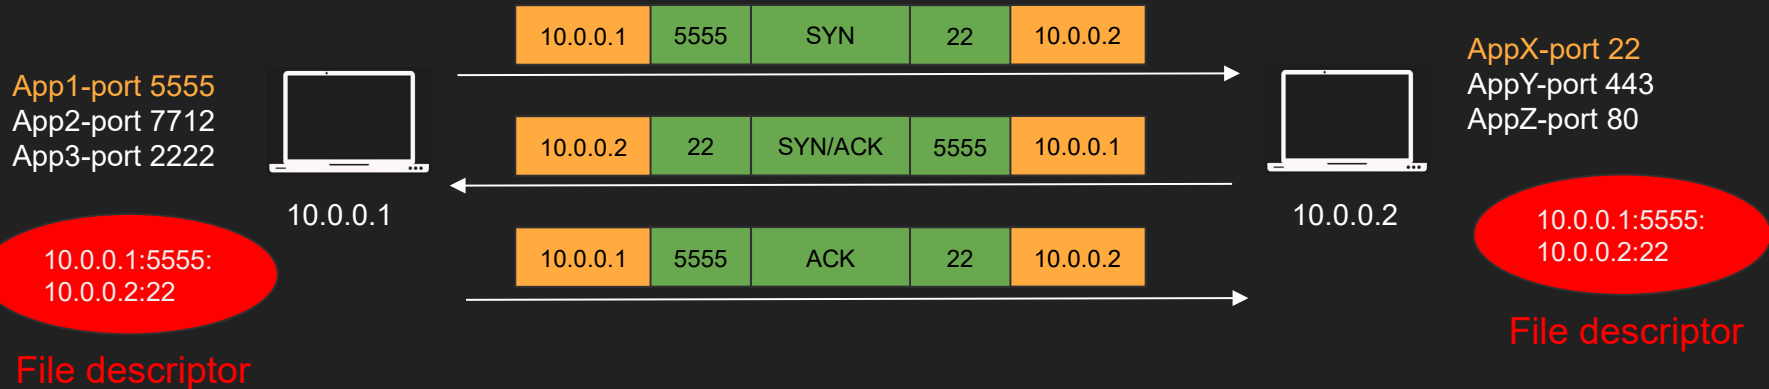 10.0.0.1 5555 SYN 22 10.0.0.2
App1-port 5555
App2-port 7712
App3-port 2222
10.0.0.1
AppX-port 22
AppY-port 443
AppZ-port 80
10.0.0.2
10.0.0.2 22 SYN/ACK 5555 10.0.0.1
10.0.0.1 5555 ACK 22 10.0.0.2
10.0.0.1:5555:
10.0.0.2:22
File descriptor
10.0.0.1:5555:
10.0.0.2:22
File descriptor